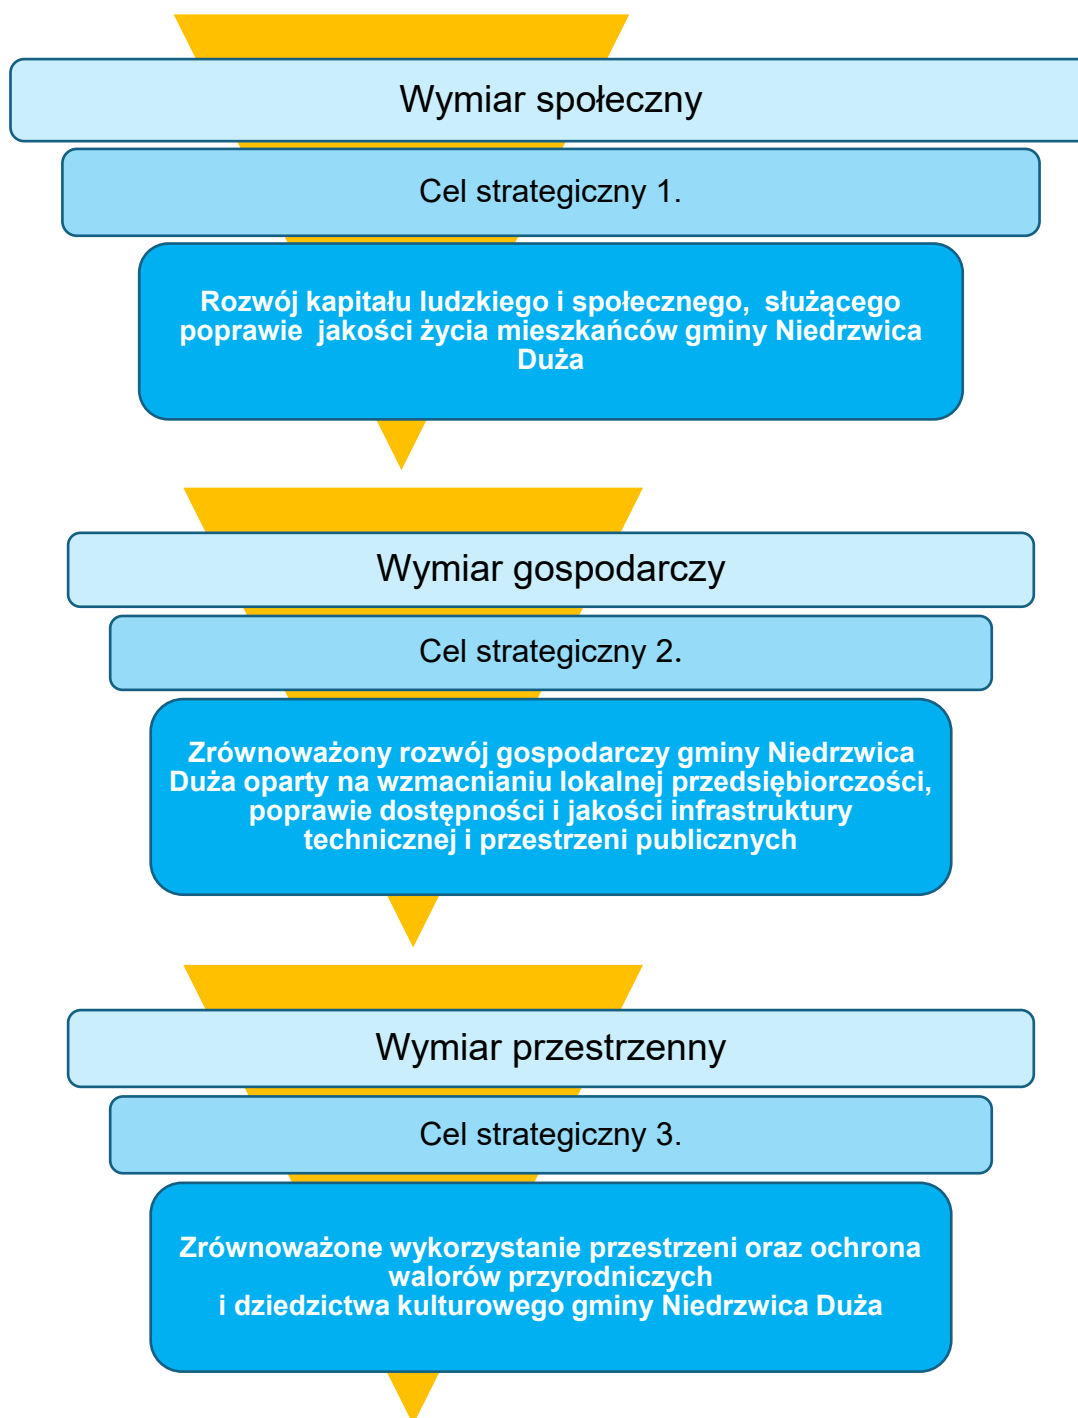 Wymiar społeczny
Cel strategiczny 1.
Rozwój kapitału ludzkiego i społecznego,  służącego
poprawie  jakości życia mieszkańców gminy Niedrzwica
Duża
Wymiar gospodarczy
Cel strategiczny 2.
Zrównoważony rozwój gospodarczy gminy Niedrzwica
Duża oparty na wzmacnianiu lokalnej przedsiębiorczości,
poprawie dostępności i jakości infrastruktury
technicznej i przestrzeni publicznych
Wymiar przestrzenny
Cel strategiczny 3.
Zrównoważone wykorzystanie przestrzeni oraz ochrona
walorów przyrodniczych
i dziedzictwa kulturowego gminy Niedrzwica Duża